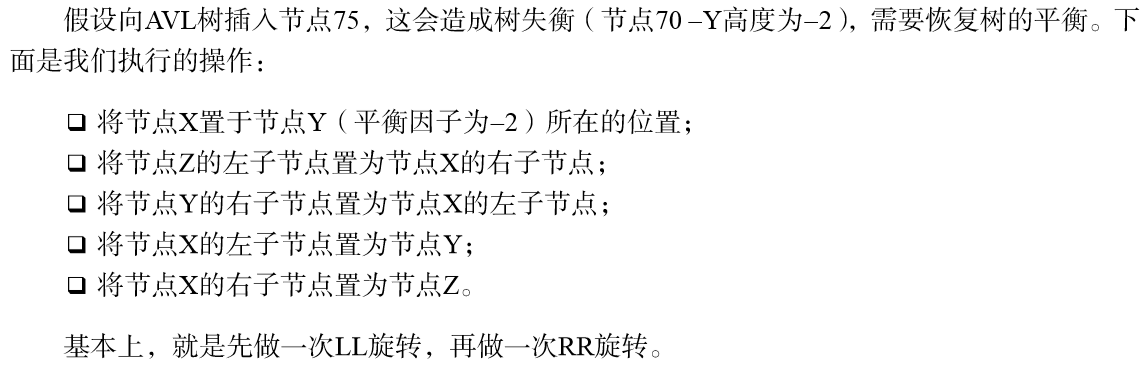 假设向AVL树插入节点75，这会造成树失衡（节点70 –Y高度为–2），需要恢复树的平衡。下
面是我们执行的操作：
❑ 将节点X置于节点Y（平衡因子为–2）所在的位置；
❑ 将节点Z的左子节点置为节点X的右子节点；
❑ 将节点Y的右子节点置为节点X的左子节点；
❑ 将节点X的左子节点置为节点Y；
❑ 将节点X的右子节点置为节点Z。
基本上，就是先做一次LL旋转，再做一次RR旋转。